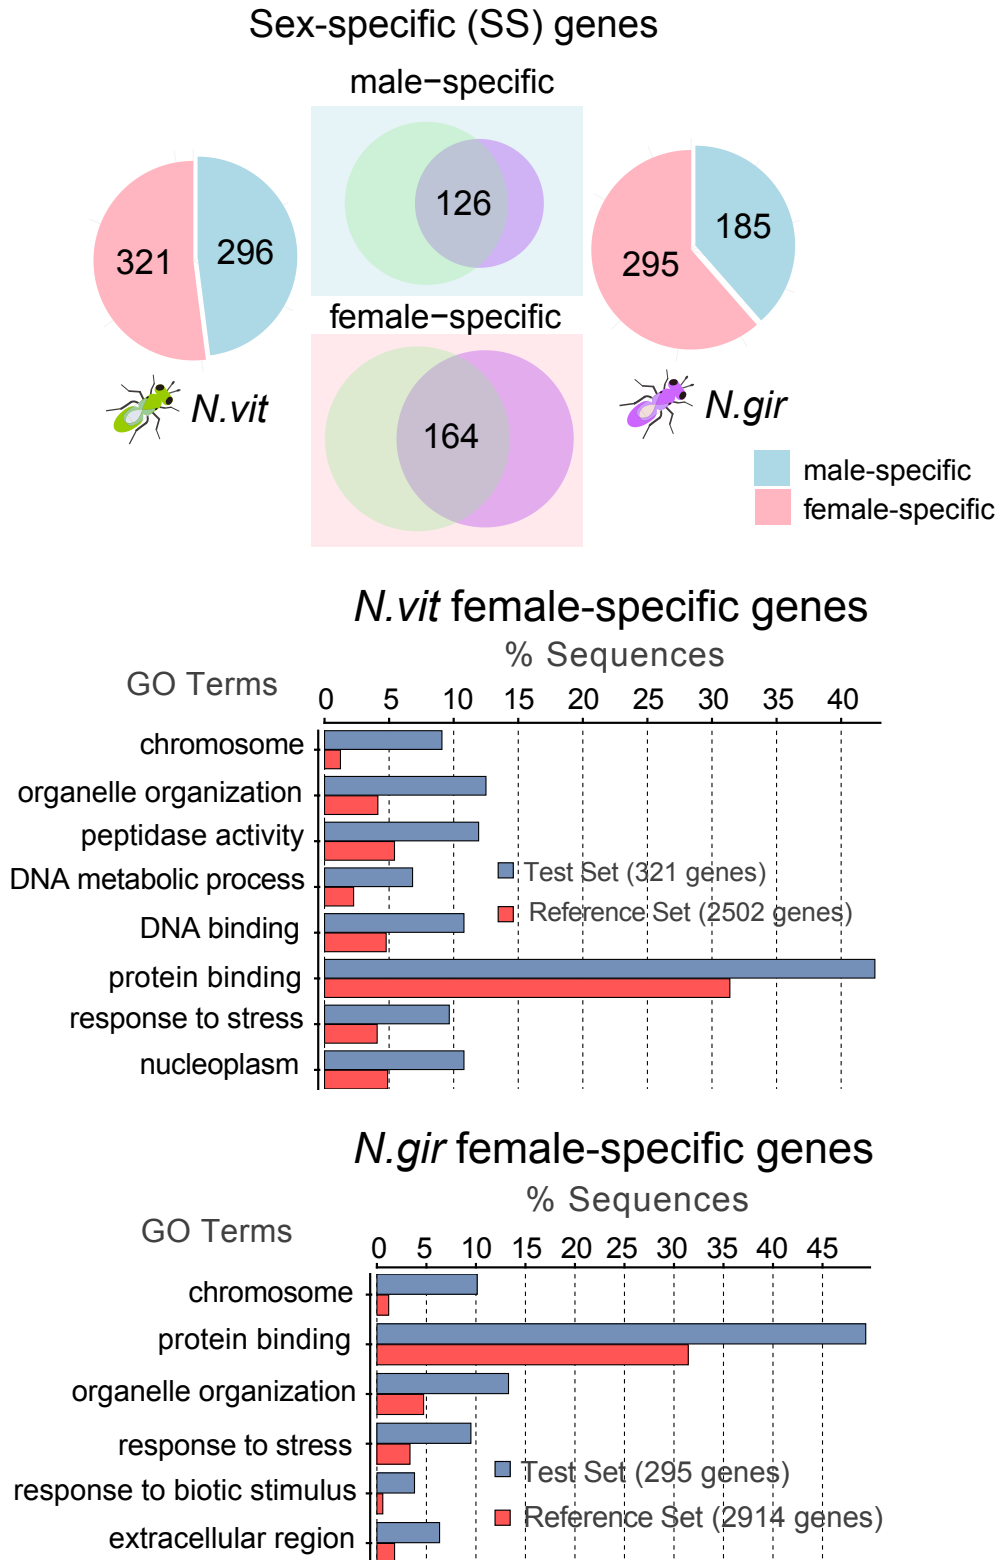 Sex-specific (SS) genes
male−specific
126
321
296
185
295
female−specific
164
N.vit
N.gir
male-specific
female-specific
N.vit female-specific genes
% Sequences
GO Terms
0 5 10 15 20 25 30 35 40
chromosome
organelle organization
peptidase activity
DNA metabolic process
Test Set (321 genes)
Reference Set (2502 genes)
DNA binding
protein binding
response to stress
nucleoplasm
N.gir female-specific genes
% Sequences
GO Terms
0 5 10 15 20 25 30 35 40 45
chromosome
protein binding
organelle organization
response to stress
Test Set (295 genes)
response to biotic stimulus
Reference Set (2914 genes)
extracellular region